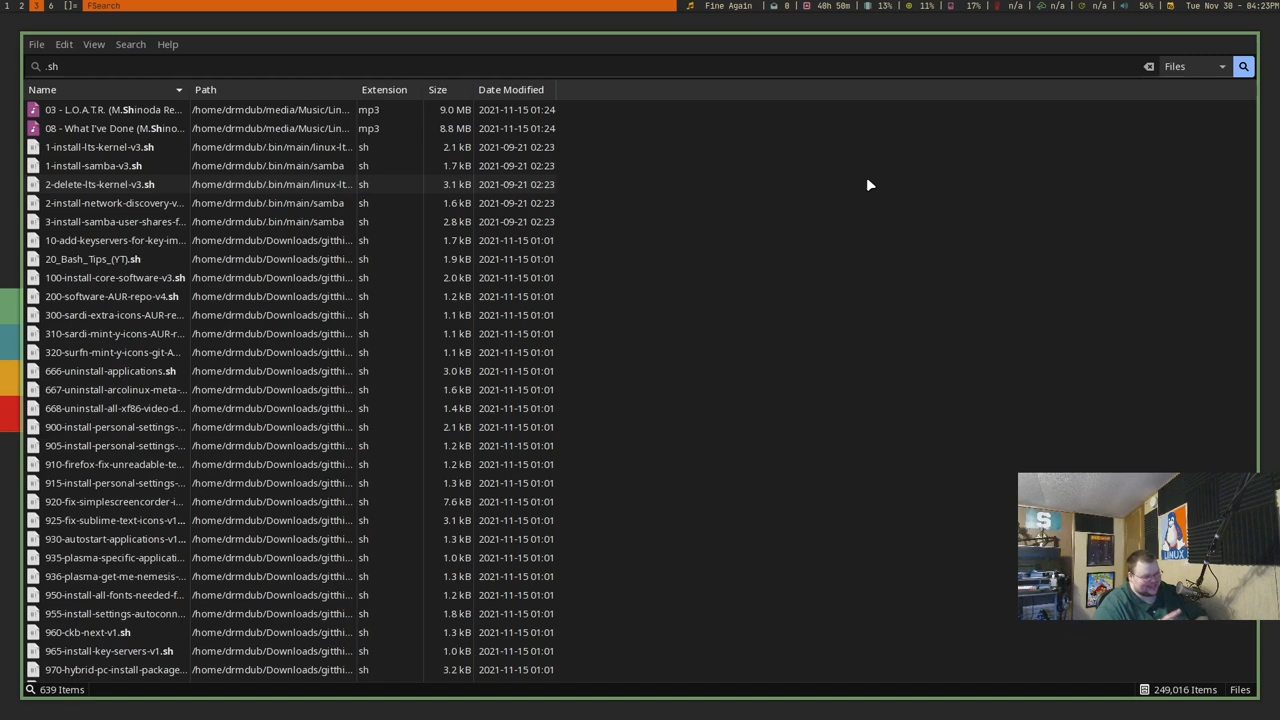 1 2 3 6 []= FSearch Fine Again | 0 | 40h 50m | 13% | 11% | 17% | n/a | n/a | n/a | 56% | Tue Nov 30 - 04:23PM
File Edit View Search Help
.sh Files
Name Path Extension Size Date Modified
03 - L.O.A.T.R. (M.Shinoda Re... /home/drmdub/media/Music/Lin... mp3 9.0 MB 2021-11-15 01:24
08 - What I've Done (M.Shino... /home/drmdub/media/Music/Lin... mp3 8.8 MB 2021-11-15 01:24
1-install-lts-kernel-v3.sh /home/drmdub/.bin/main/linux-lt... sh 2.1 kB 2021-09-21 02:23
1-install-samba-v3.sh /home/drmdub/.bin/main/samba sh 1.7 kB 2021-09-21 02:23
2-delete-lts-kernel-v3.sh /home/drmdub/.bin/main/linux-lt... sh 3.1 kB 2021-09-21 02:23
2-install-network-discovery-v... /home/drmdub/.bin/main/samba sh 1.6 kB 2021-09-21 02:23
3-install-samba-user-shares-f... /home/drmdub/.bin/main/samba sh 2.8 kB 2021-09-21 02:23
10-add-keyservers-for-key-im... /home/drmdub/Downloads/gitthi... sh 1.7 kB 2021-11-15 01:01
20_Bash_Tips_(YT).sh /home/drmdub/Downloads/gitthi... sh 1.9 kB 2021-11-15 01:01
100-install-core-software-v3.sh /home/drmdub/Downloads/gitthi... sh 2.0 kB 2021-11-15 01:01
200-software-AUR-repo-v4.sh /home/drmdub/Downloads/gitthi... sh 1.2 kB 2021-11-15 01:01
300-sardi-extra-icons-AUR-re... /home/drmdub/Downloads/gitthi... sh 1.1 kB 2021-11-15 01:01
310-sardi-mint-y-icons-AUR-r... /home/drmdub/Downloads/gitthi... sh 1.1 kB 2021-11-15 01:01
320-surfn-mint-y-icons-git-A... /home/drmdub/Downloads/gitthi... sh 1.1 kB 2021-11-15 01:01
666-uninstall-applications.sh /home/drmdub/Downloads/gitthi... sh 3.0 kB 2021-11-15 01:01
667-uninstall-arcolinux-meta-... /home/drmdub/Downloads/gitthi... sh 1.6 kB 2021-11-15 01:01
668-uninstall-all-xf86-video-d... /home/drmdub/Downloads/gitthi... sh 1.4 kB 2021-11-15 01:01
900-install-personal-settings-... /home/drmdub/Downloads/gitthi... sh 2.1 kB 2021-11-15 01:01
905-install-personal-settings-... /home/drmdub/Downloads/gitthi... sh 1.2 kB 2021-11-15 01:01
910-firefox-fix-unreadable-te... /home/drmdub/Downloads/gitthi... sh 1.2 kB 2021-11-15 01:01
915-install-personal-settings-... /home/drmdub/Downloads/gitthi... sh 1.3 kB 2021-11-15 01:01
920-fix-simplescreencorder-i... /home/drmdub/Downloads/gitthi... sh 7.6 kB 2021-11-15 01:01
925-fix-sublime-text-icons-v1... /home/drmdub/Downloads/gitthi... sh 3.1 kB 2021-11-15 01:01
930-autostart-applications-v1... /home/drmdub/Downloads/gitthi... sh 1.3 kB 2021-11-15 01:01
935-plasma-specific-applicati... /home/drmdub/Downloads/gitthi... sh 1.0 kB 2021-11-15 01:01
936-plasma-get-me-nemesis-... /home/drmdub/Downloads/gitthi... sh 1.3 kB 2021-11-15 01:01
950-install-all-fonts-needed-f... /home/drmdub/Downloads/gitthi... sh 1.2 kB 2021-11-15 01:01
955-install-settings-autoconn... /home/drmdub/Downloads/gitthi... sh 1.8 kB 2021-11-15 01:01
960-ckb-next-v1.sh /home/drmdub/Downloads/gitthi... sh 1.3 kB 2021-11-15 01:01
965-install-key-servers-v1.sh /home/drmdub/Downloads/gitthi... sh 1.0 kB 2021-11-15 01:01
970-hybrid-pc-install-package... /home/drmdub/Downloads/gitthi... sh 3.2 kB 2021-11-15 01:01
639 Items 249,016 Items Files
S
LINUX